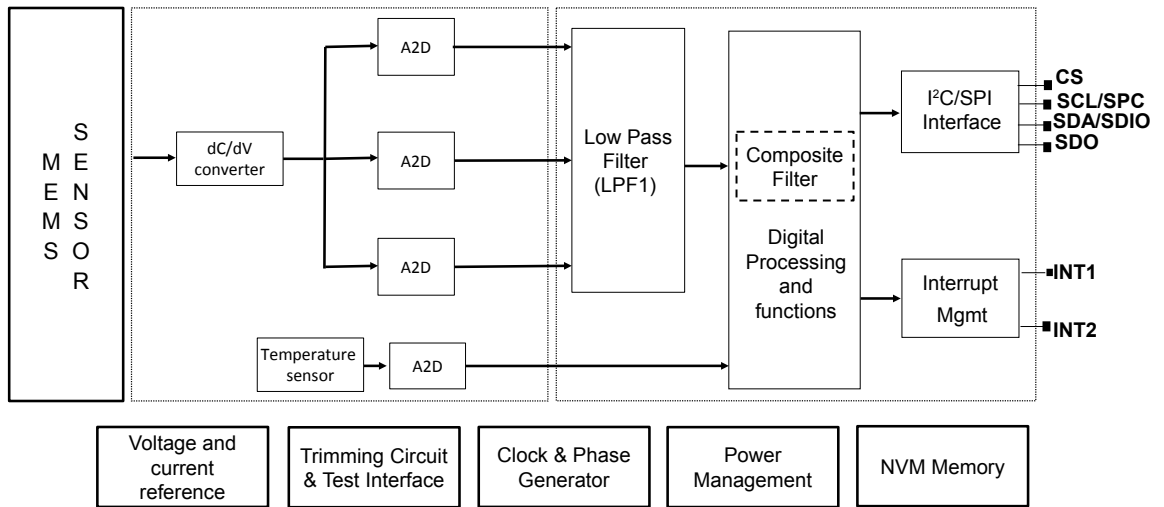 MEMS
SENSOR
dC/dV
converter
A2D
A2D
A2D
Temperature
sensor
A2D
Low Pass
Filter
(LPF1)
Composite
Filter
Digital
Processing
and
functions
I²C/SPI
Interface
CS
SCL/SPC
SDA/SDIO
SDO
Interrupt
Mgmt
INT1
INT2
Voltage and
current
reference
Trimming Circuit
& Test Interface
Clock & Phase
Generator
Power
Management
NVM Memory